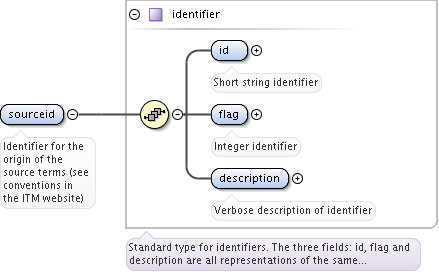 identifier
id
Short string identifier
sourceid
flag
Identifier for the
origin of the
source terms (see
conventions in
the ITM website)
Integer identifier
description
Verbose description of identifier
Standard type for identifiers. The three fields: id, flag and
description are all representations of the same...